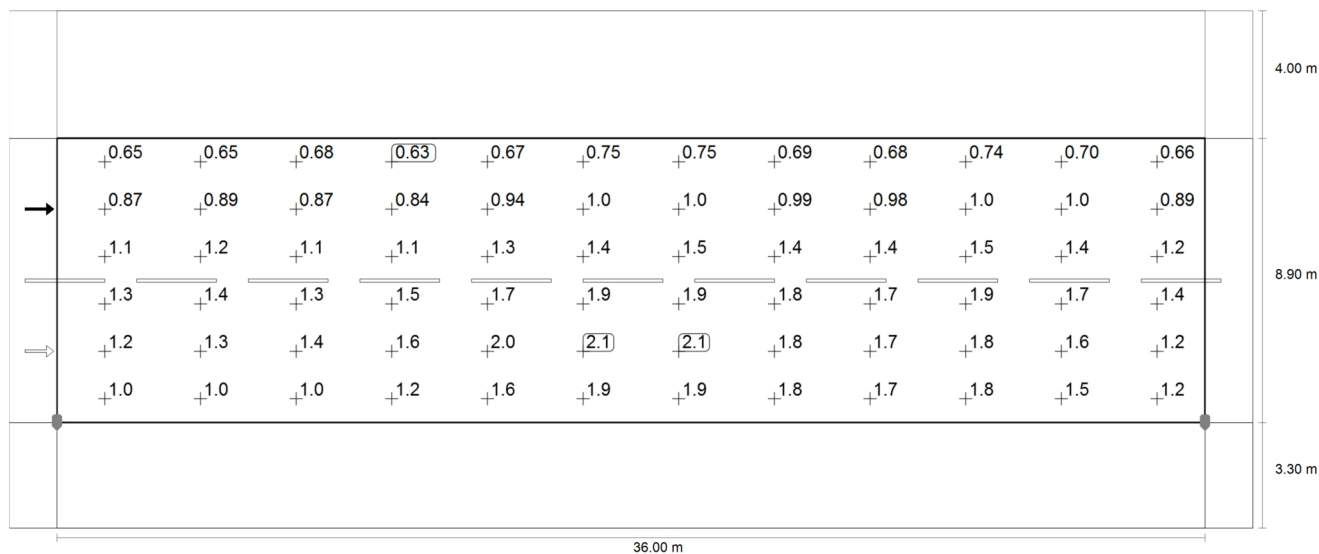 4.00 m
0.65 0.65 0.68 0.63 0.67 0.75 0.75 0.69 0.68 0.74 0.70 0.66
0.87 0.89 0.87 0.84 0.94 1.0 1.0 0.99 0.98 1.0 1.0 0.89
1.1 1.2 1.1 1.1 1.3 1.4 1.5 1.4 1.4 1.5 1.4 1.2
8.90 m
1.3 1.4 1.3 1.5 1.7 1.9 1.9 1.8 1.7 1.9 1.7 1.4
1.2 1.3 1.4 1.6 2.0 2.1 2.1 1.8 1.7 1.8 1.6 1.2
1.0 1.0 1.0 1.2 1.6 1.9 1.9 1.8 1.7 1.8 1.5 1.2
3.30 m
36.00 m